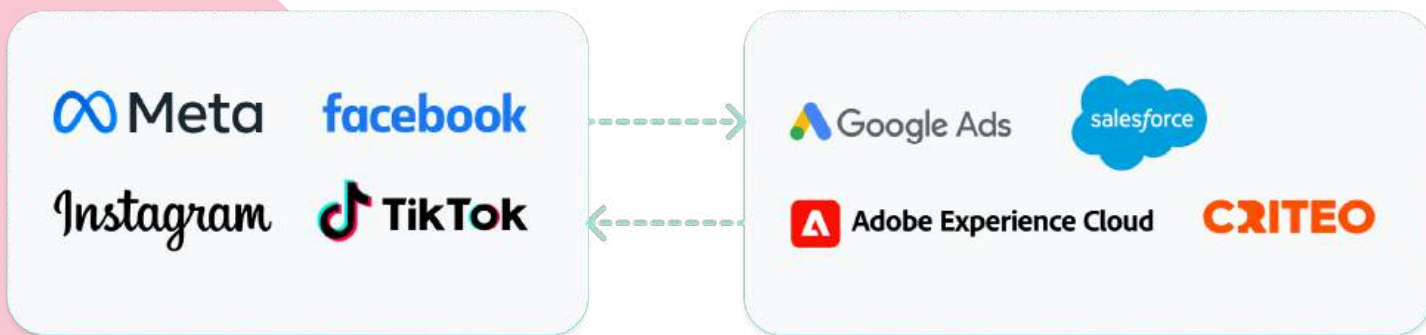 Meta facebook
Instagram TikTok
Google Ads salesforce
Adobe Experience Cloud CRITEO